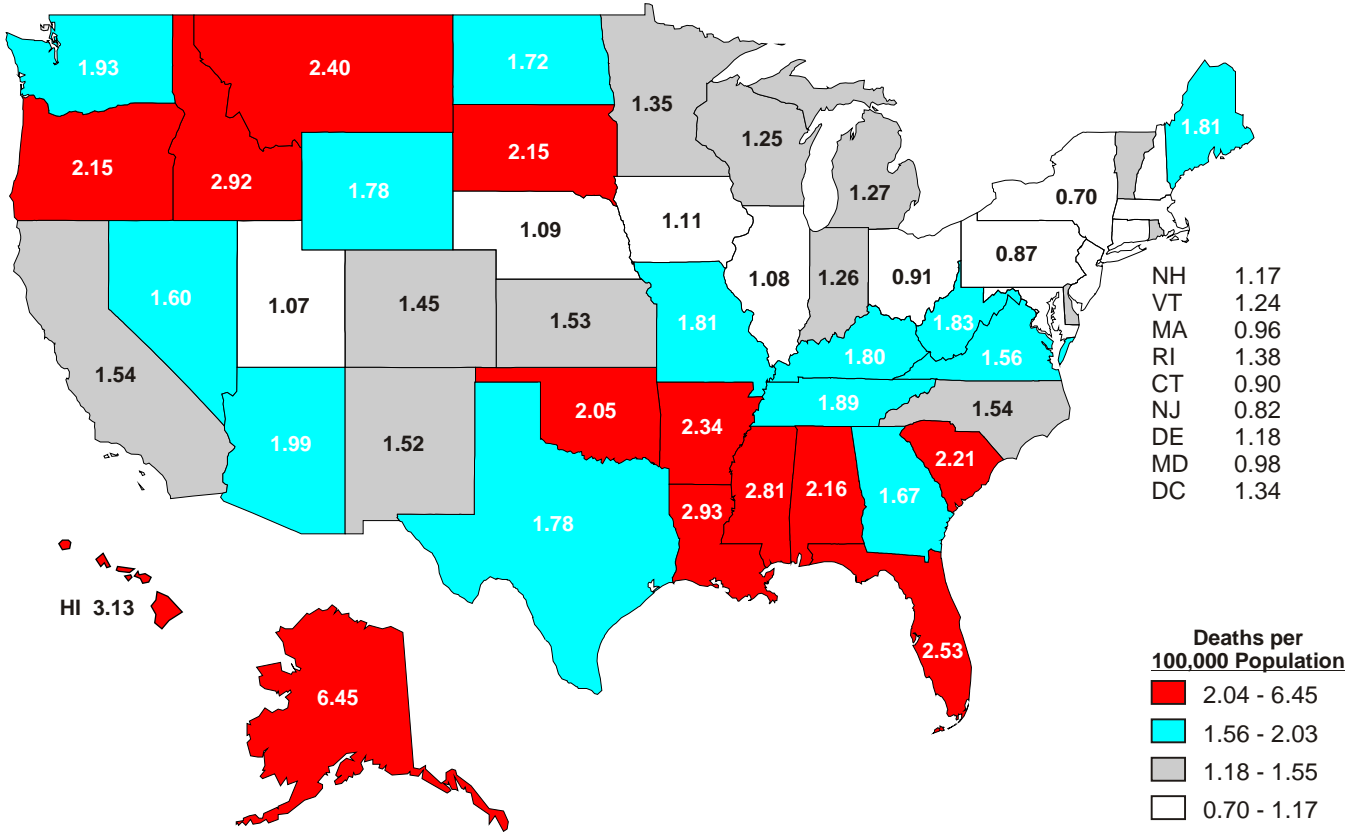 1.93
2.40
1.72
1.35
1.81
2.15
2.92
1.78
2.15
1.25
1.27
0.70
1.09
1.11
1.08
1.26
0.91
0.87
1.60
1.07
1.45
1.53
1.81
1.80
1.83
1.56
1.54
1.99
1.52
2.05
2.34
1.89
1.54
2.21
1.78
2.93
2.81
2.16
1.67
2.53
NH 1.17
VT 1.24
MA 0.96
RI 1.38
CT 0.90
NJ 0.82
DE 1.18
MD 0.98
DC 1.34
HI 3.13
6.45
Deaths per
100,000 Population
2.04 - 6.45
1.56 - 2.03
1.18 - 1.55
0.70 - 1.17